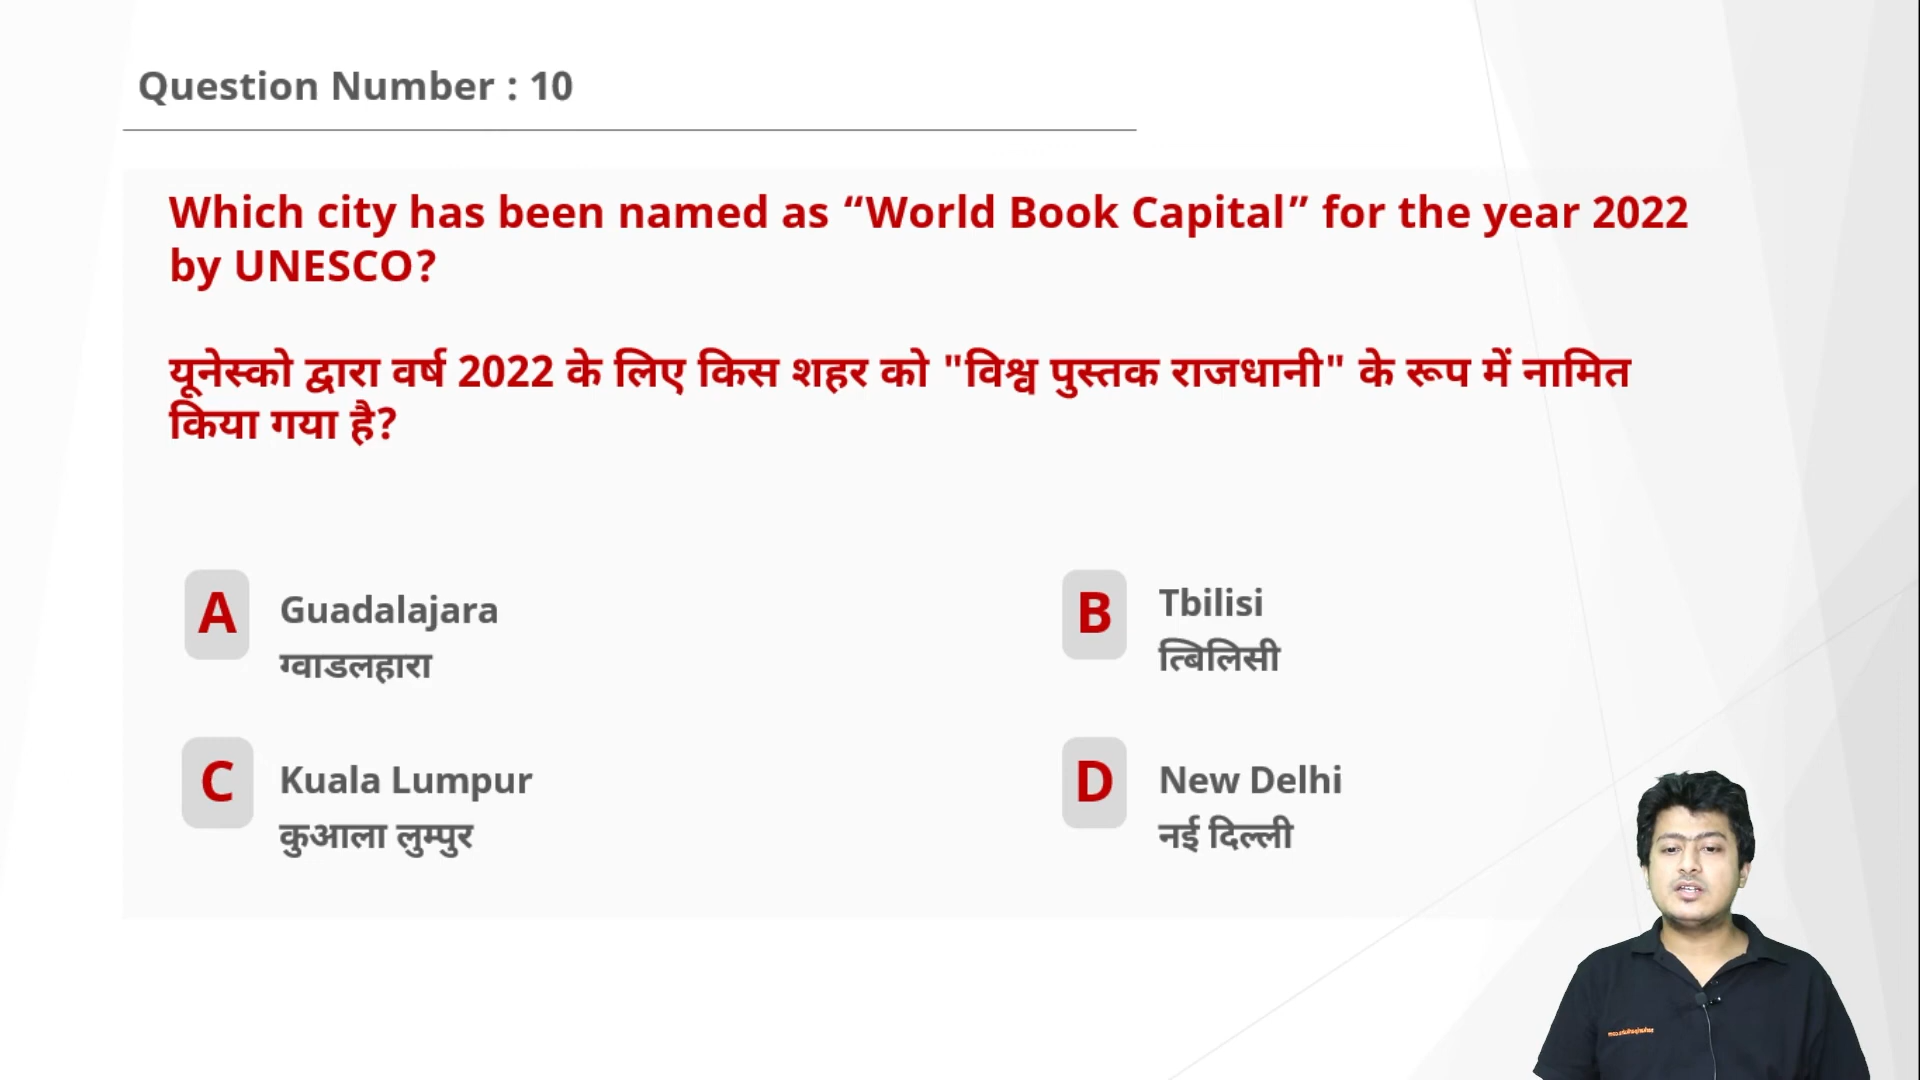 Question Number : 10
Which city has been named as “World Book Capital” for the year 2022
by UNESCO?
यूनेस्को द्वारा वर्ष 2022 के लिए किस शहर को "विश्व पुस्तक राजधानी" के रूप में नामित
किया गया है?
A Guadalajara
ग्वाडलहारा
B Tbilisi
त्बिलिसी
C Kuala Lumpur
कुआला लुम्पुर
D New Delhi
नई दिल्ली